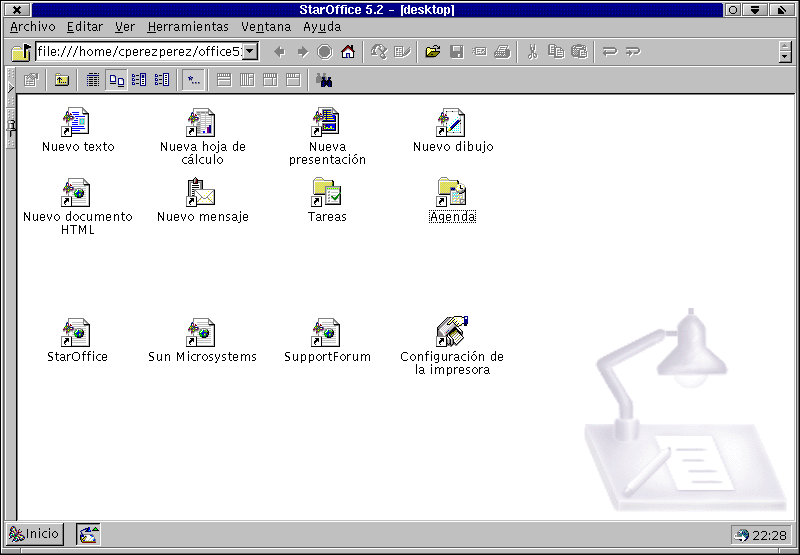 StarOffice 5.2 - [desktop]
Archivo Editar Ver Herramientas Ventana Ayuda
file:///home/cperezperez/office51
Nuevo texto
Nueva hoja de
cálculo
Nueva
presentación
Nuevo dibujo
Nuevo documento
HTML
Nuevo mensaje
Tareas
Agenda
StarOffice
Sun Microsystems
SupportForum
Configuración de
la impresora
Inicio
22:28